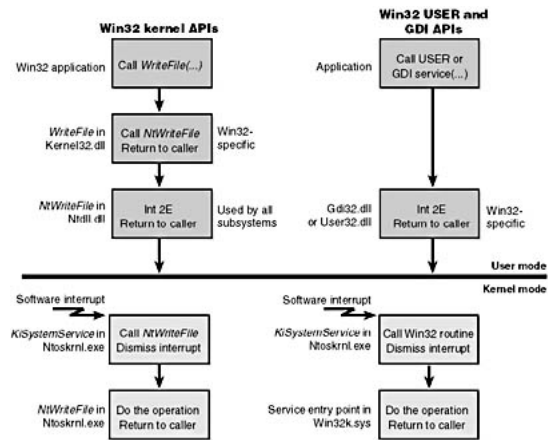 Win32 kernel APIs
Win32 USER and
GDI APIs
Win32 application
Call WriteFile(...)
Application
Call USER or
GDI service(...)
WriteFile in
Kernel32.dll
Call NtWriteFile
Return to caller
Win32-
specific
NtWriteFile in
Ntdll.dll
Int 2E
Return to caller
Used by all
subsystems
Gdi32.dll
or User32.dll
Int 2E
Return to caller
Win32-
specific
User mode
Kernel mode
Software interrupt
KiSystemService in
Ntoskrnl.exe
Call NtWriteFile
Dismiss interrupt
Software interrupt
KiSystemService in
Ntoskrnl.exe
Call Win32 routine
Dismiss interrupt
NtWriteFile in
Ntoskrnl.exe
Do the operation
Return to caller
Service entry point in
Win32k.sys
Do the operation
Return to caller